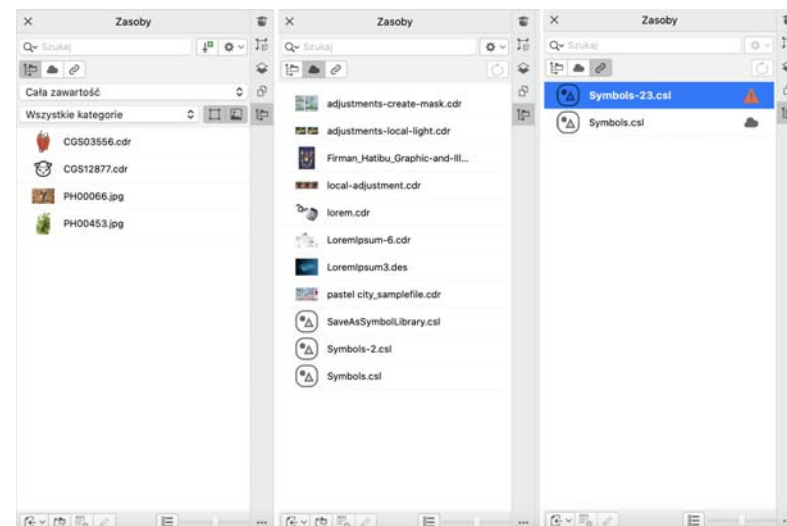 Zasoby
Szukaj
Cała zawartość
Wszystkie kategorie
CGS03556.cdr
CGS12877.cdr
PH00066.jpg
PH00453.jpg
Zasoby
Szukaj
adjustments-create-mask.cdr
adjustments-local-light.cdr
Firman_Hatibu_Graphic-and-Ill...
local-adjustment.cdr
lorem.cdr
LoremIpsum-6.cdr
LoremIpsum3.des
pastel city_samplefile.cdr
SaveAsSymbolLibrary.csl
Symbols-2.csl
Symbols.csl
Zasoby
Szukaj
Symbols-23.csl
Symbols.csl